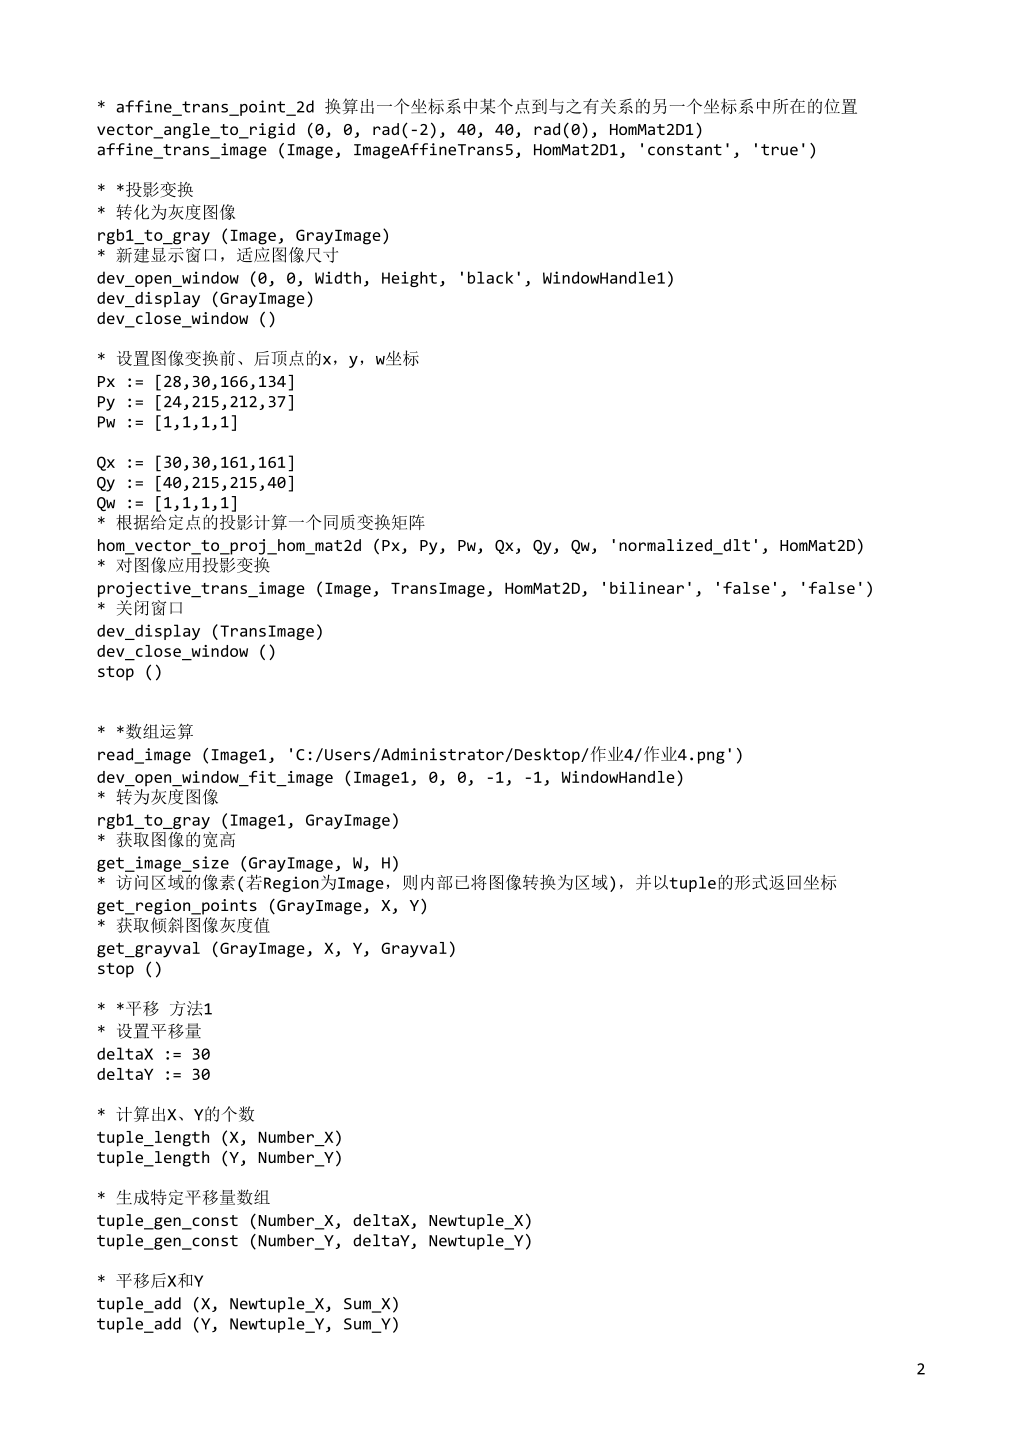 * affine_trans_point_2d 换算出一个坐标系中某个点到与之有关系的另一个坐标系中所在的位置
vector_angle_to_rigid (0, 0, rad(-2), 40, 40, rad(0), HomMat2D1)
affine_trans_image (Image, ImageAffineTrans5, HomMat2D1, 'constant', 'true')
* *投影变换
* 转化为灰度图像
rgb1_to_gray (Image, GrayImage)
* 新建显示窗口，适应图像尺寸
dev_open_window (0, 0, Width, Height, 'black', WindowHandle1)
dev_display (GrayImage)
dev_close_window ()
* 设置图像变换前、后顶点的x，y，w坐标
Px := [28,30,166,134]
Py := [24,215,212,37]
Pw := [1,1,1,1]
Qx := [30,30,161,161]
Qy := [40,215,215,40]
Qw := [1,1,1,1]
* 根据给定点的投影计算一个同质变换矩阵
hom_vector_to_proj_hom_mat2d (Px, Py, Pw, Qx, Qy, Qw, 'normalized_dlt', HomMat2D)
* 对图像应用投影变换
projective_trans_image (Image, TransImage, HomMat2D, 'bilinear', 'false', 'false')
* 关闭窗口
dev_display (TransImage)
dev_close_window ()
stop ()
* *数组运算
read_image (Image1, 'C:/Users/Administrator/Desktop/作业4/作业4.png')
dev_open_window_fit_image (Image1, 0, 0, -1, -1, WindowHandle)
* 转为灰度图像
rgb1_to_gray (Image1, GrayImage)
* 获取图像的宽高
get_image_size (GrayImage, W, H)
* 访问区域的像素(若Region为Image，则内部已将图像转换为区域)，并以tuple的形式返回坐标
get_region_points (GrayImage, X, Y)
* 获取倾斜图像灰度值
get_grayval (GrayImage, X, Y, Grayval)
stop ()
* *平移 方法1
* 设置平移量
deltaX := 30
deltaY := 30
* 计算出X、Y的个数
tuple_length (X, Number_X)
tuple_length (Y, Number_Y)
* 生成特定平移量数组
tuple_gen_const (Number_X, deltaX, Newtuple_X)
tuple_gen_const (Number_Y, deltaY, Newtuple_Y)
* 平移后X和Y
tuple_add (X, Newtuple_X, Sum_X)
tuple_add (Y, Newtuple_Y, Sum_Y)
2